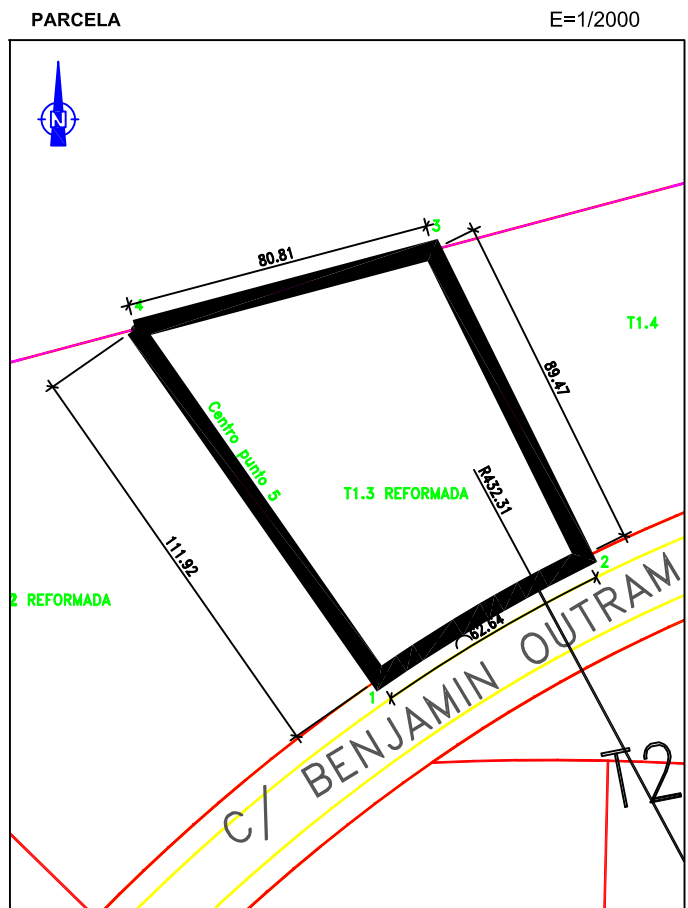 PARCELA
E=1/2000
N
3
80.81
4
T1.4
89.47
Centro punto 5
R432.31
T1.3 REFORMADA
111.92
2
2 REFORMADA
62.64
1
C/ BENJAMIN OUTRAM
T2